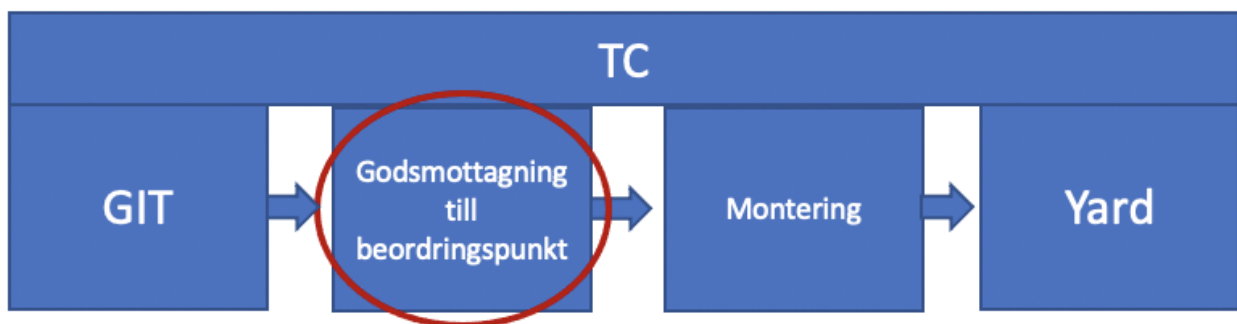 TC
GIT
Godsmottagning
till
beordringspunkt
Montering
Yard